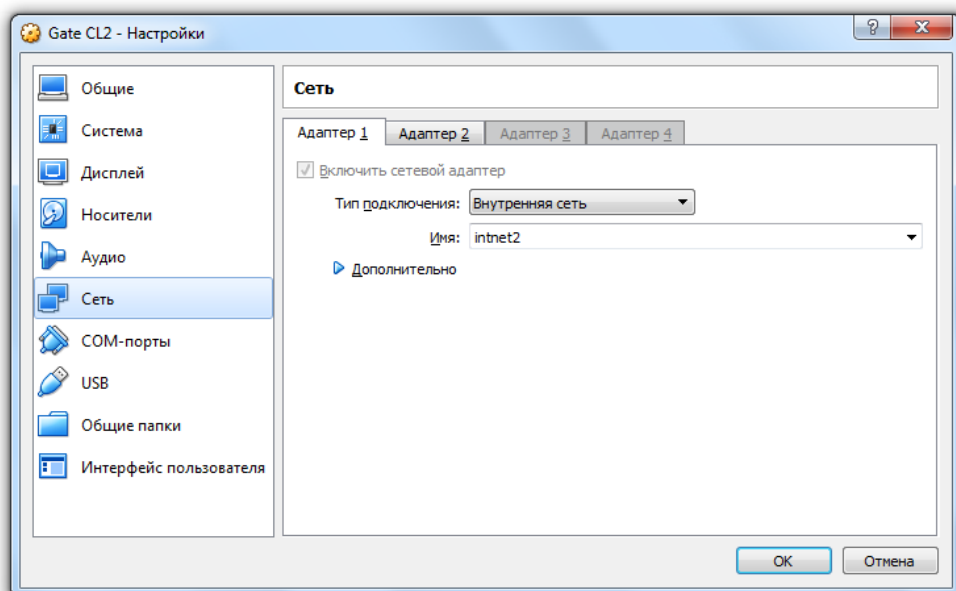 Gate CL2 - Настройки
Общие
Система
Дисплей
Носители
Аудио
Сеть
COM-порты
USB
Общие папки
Интерфейс пользователя
Сеть
Адаптер 1 Адаптер 2 Адаптер 3 Адаптер 4
Включить сетевой адаптер
Тип подключения: Внутренняя сеть
Имя: intnet2
Дополнительно
OK Отмена